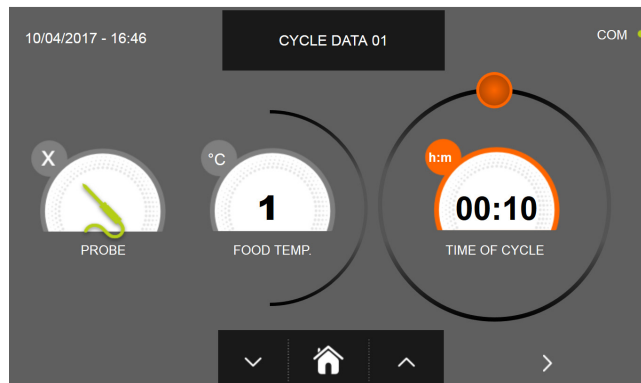 10/04/2017 - 16:46
CYCLE DATA 01
COM
X
°C
h:m
1
00:10
PROBE
FOOD TEMP.
TIME OF CYCLE